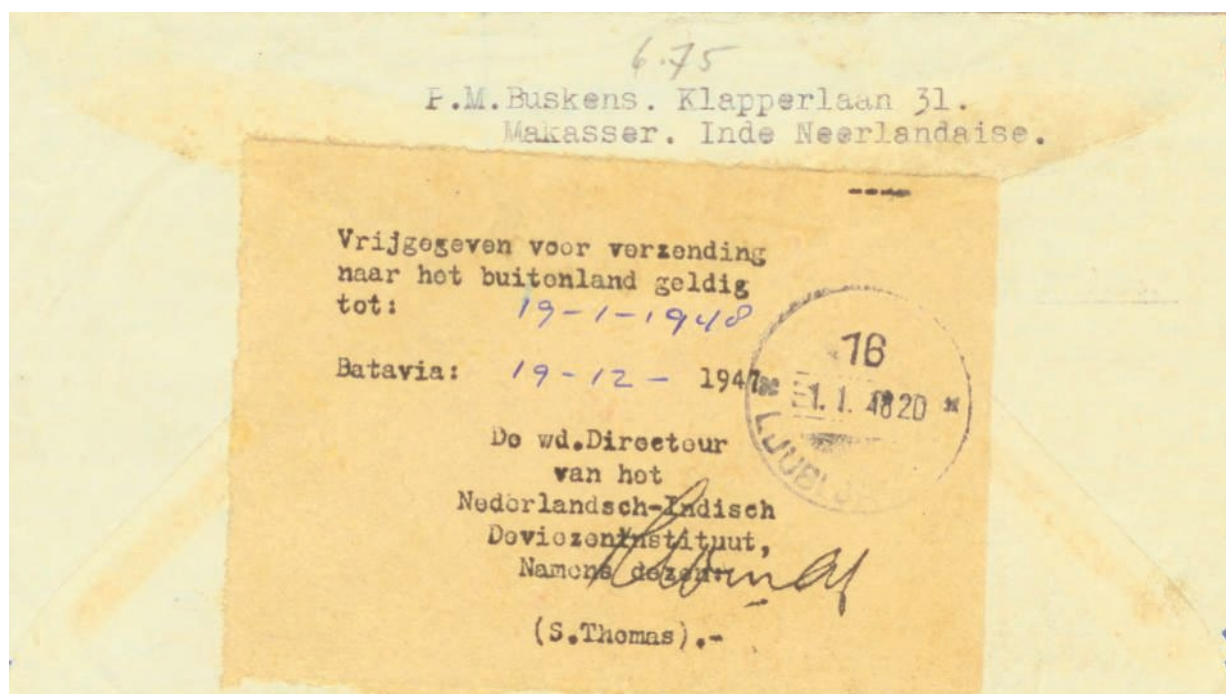 6.75
P.M.Buskens. Klapperlaan 31.
Makasser. Inde Neerlandaise.
Vrijgegeven voor verzending
naar het buitenland geldig
tot: 19-1-1948
Batavia: 19-12- 1947
16
1.1.48 20
De wd.Directeur
van het
Nederlandsch-Indisch
Deviezeninstituut,
Namens dezen:
(S.Thomas).-